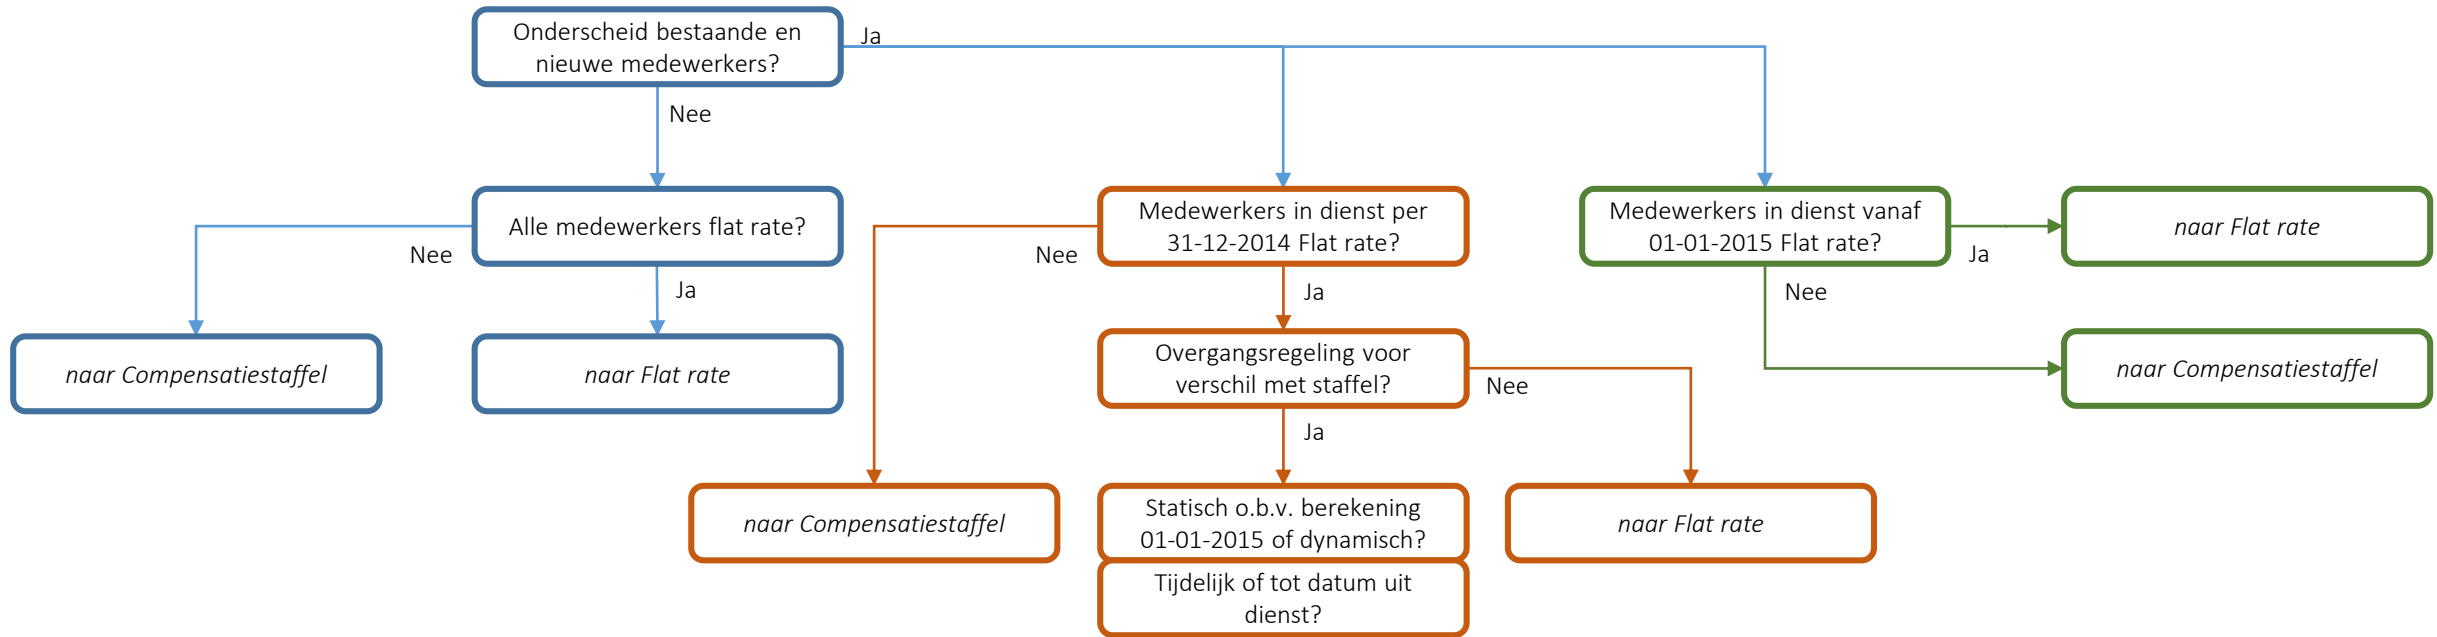 Onderscheid bestaande en
nieuwe medewerkers?
Ja
Nee
Alle medewerkers flat rate?
Medewerkers in dienst per
31-12-2014 Flat rate?
Medewerkers in dienst vanaf
01-01-2015 Flat rate?
naar Flat rate
Nee
Ja
Nee
Ja
Ja
Nee
naar Compensatiestaffel
naar Flat rate
Overgangsregeling voor
verschil met staffel?
Nee
naar Compensatiestaffel
Ja
naar Compensatiestaffel
Statisch o.b.v. berekening
01-01-2015 of dynamisch?
naar Flat rate
Tijdelijk of tot datum uit
dienst?